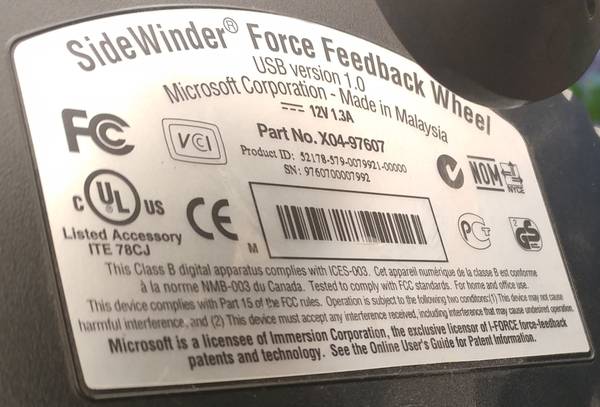 SideWinder® Force Feedback Wheel
USB version 1.0
Microsoft Corporation - Made in Malaysia
12V 1.3A
Part No. X04-97607
Product ID: 52178-579-0079921-00000
SN: 9760700007992
FC
VCI
NOM
NYCE
C UL US
Listed Accessory
ITE 78CJ
CE
M
PCT
2
GS
This Class B digital apparatus complies with ICES-003. Cet appareil numérique de la classe B est conforme
à la norme NMB-003 du Canada. Tested to comply with FCC standards. For home and office use.
This device complies with Part 15 of the FCC rules. Operation is subject to the following two conditions:(1) This device may not cause
harmful interference, and (2) This device must accept any interference received, including interference that may cause undesired operation.
Microsoft is a licensee of Immersion Corporation, the exclusive licensor of I-FORCE force-feedback
patents and technology. See the Online User's Guide for Patent Information.